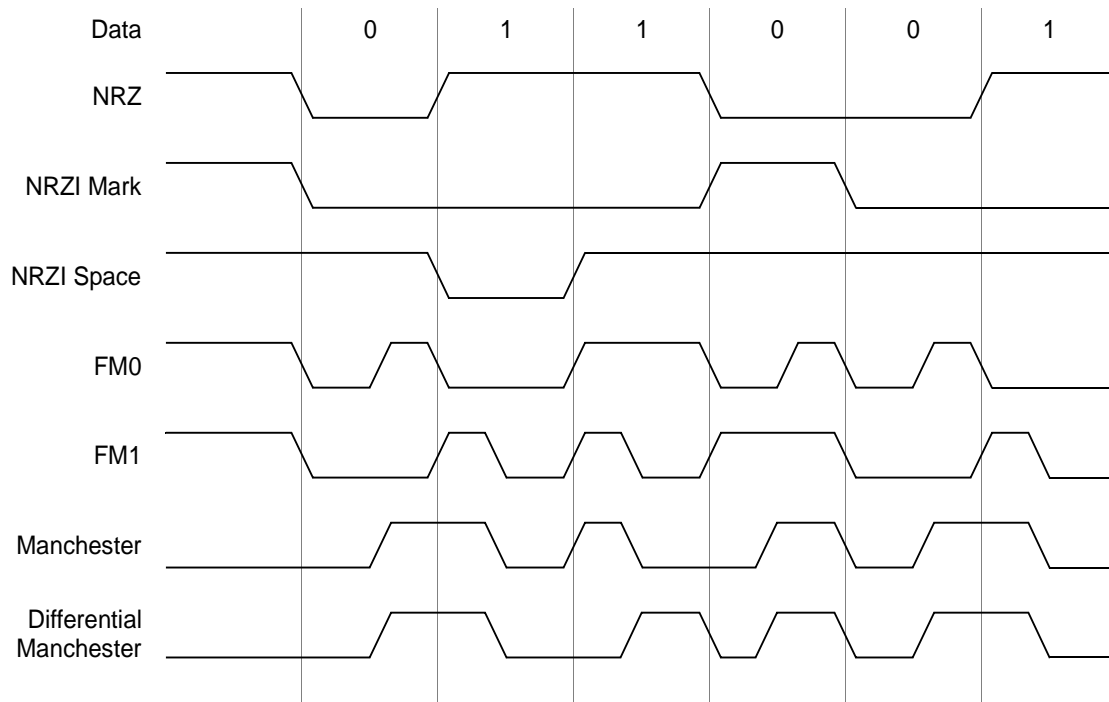 Data 0 1 1 0 0 1
NRZ
NRZI Mark
NRZI Space
FM0
FM1
Manchester
Differential
Manchester